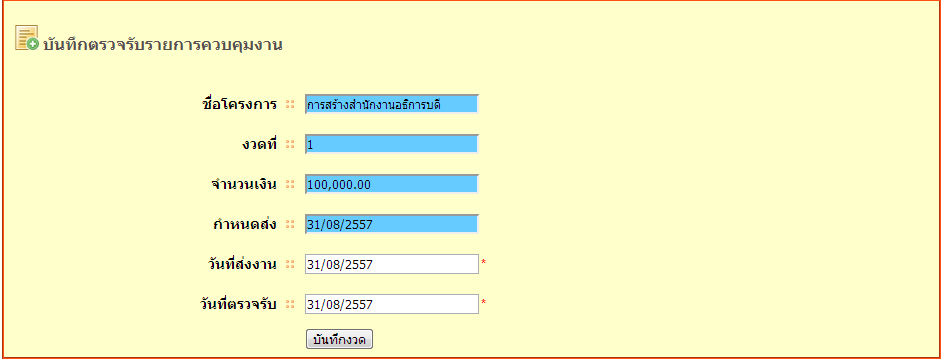 บันทึกตรวจรับรายการควบคุมงาน
ชื่อโครงการ :: การสร้างสำนักงานอธิการบดี
งวดที่ :: 1
จำนวนเงิน :: 100,000.00
กำหนดส่ง :: 31/08/2557
วันที่ส่งงาน :: 31/08/2557 *
วันที่ตรวจรับ :: 31/08/2557 *
บันทึกงวด